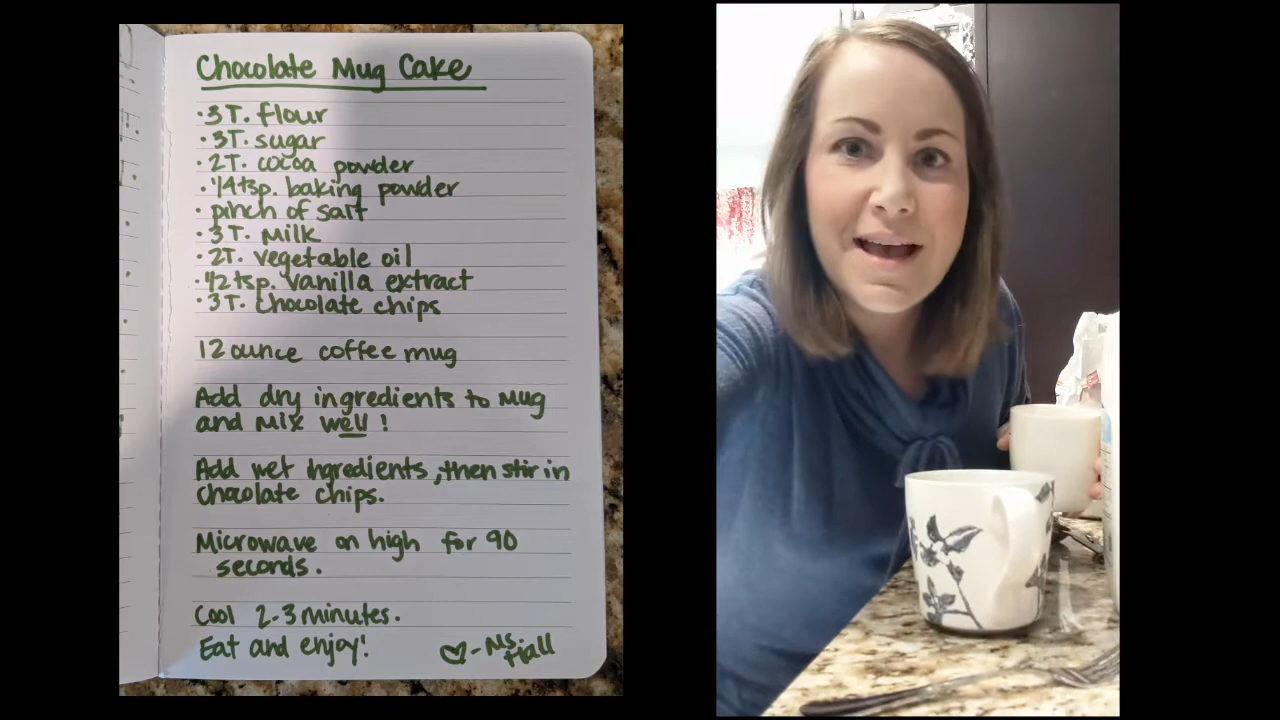 Chocolate Mug Cake
• 3T. flour
• 3T. sugar
• 2T. cocoa powder
• 1/4 tsp. baking powder
• pinch of salt
• 3T. milk
• 2T. vegetable oil
• 1/2 tsp. vanilla extract
• 3T. chocolate chips
12 ounce coffee mug
Add dry ingredients to mug
and mix well!
Add wet ingredients, then stir in
chocolate chips.
Microwave on high for 90
seconds.
Cool 2-3 minutes.
Eat and enjoy!
♡ - Ms. Hall